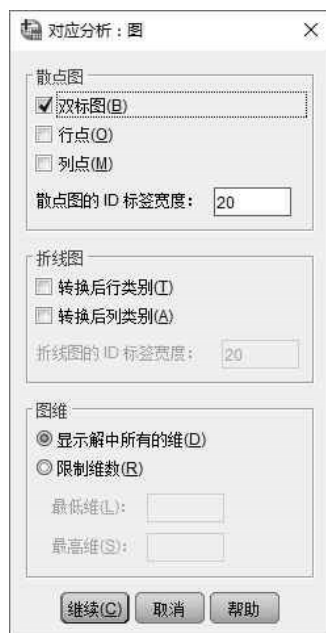 对应分析：图
散点图
双标图(B)
行点(O)
列点(M)
散点图的 ID 标签宽度： 20
折线图
转换后行类别(T)
转换后列类别(A)
折线图的 ID 标签宽度： 20
图维
显示解中所有的维(D)
限制维数(R)
最低维(L)：
最高维(S)：
继续(C) 取消 帮助